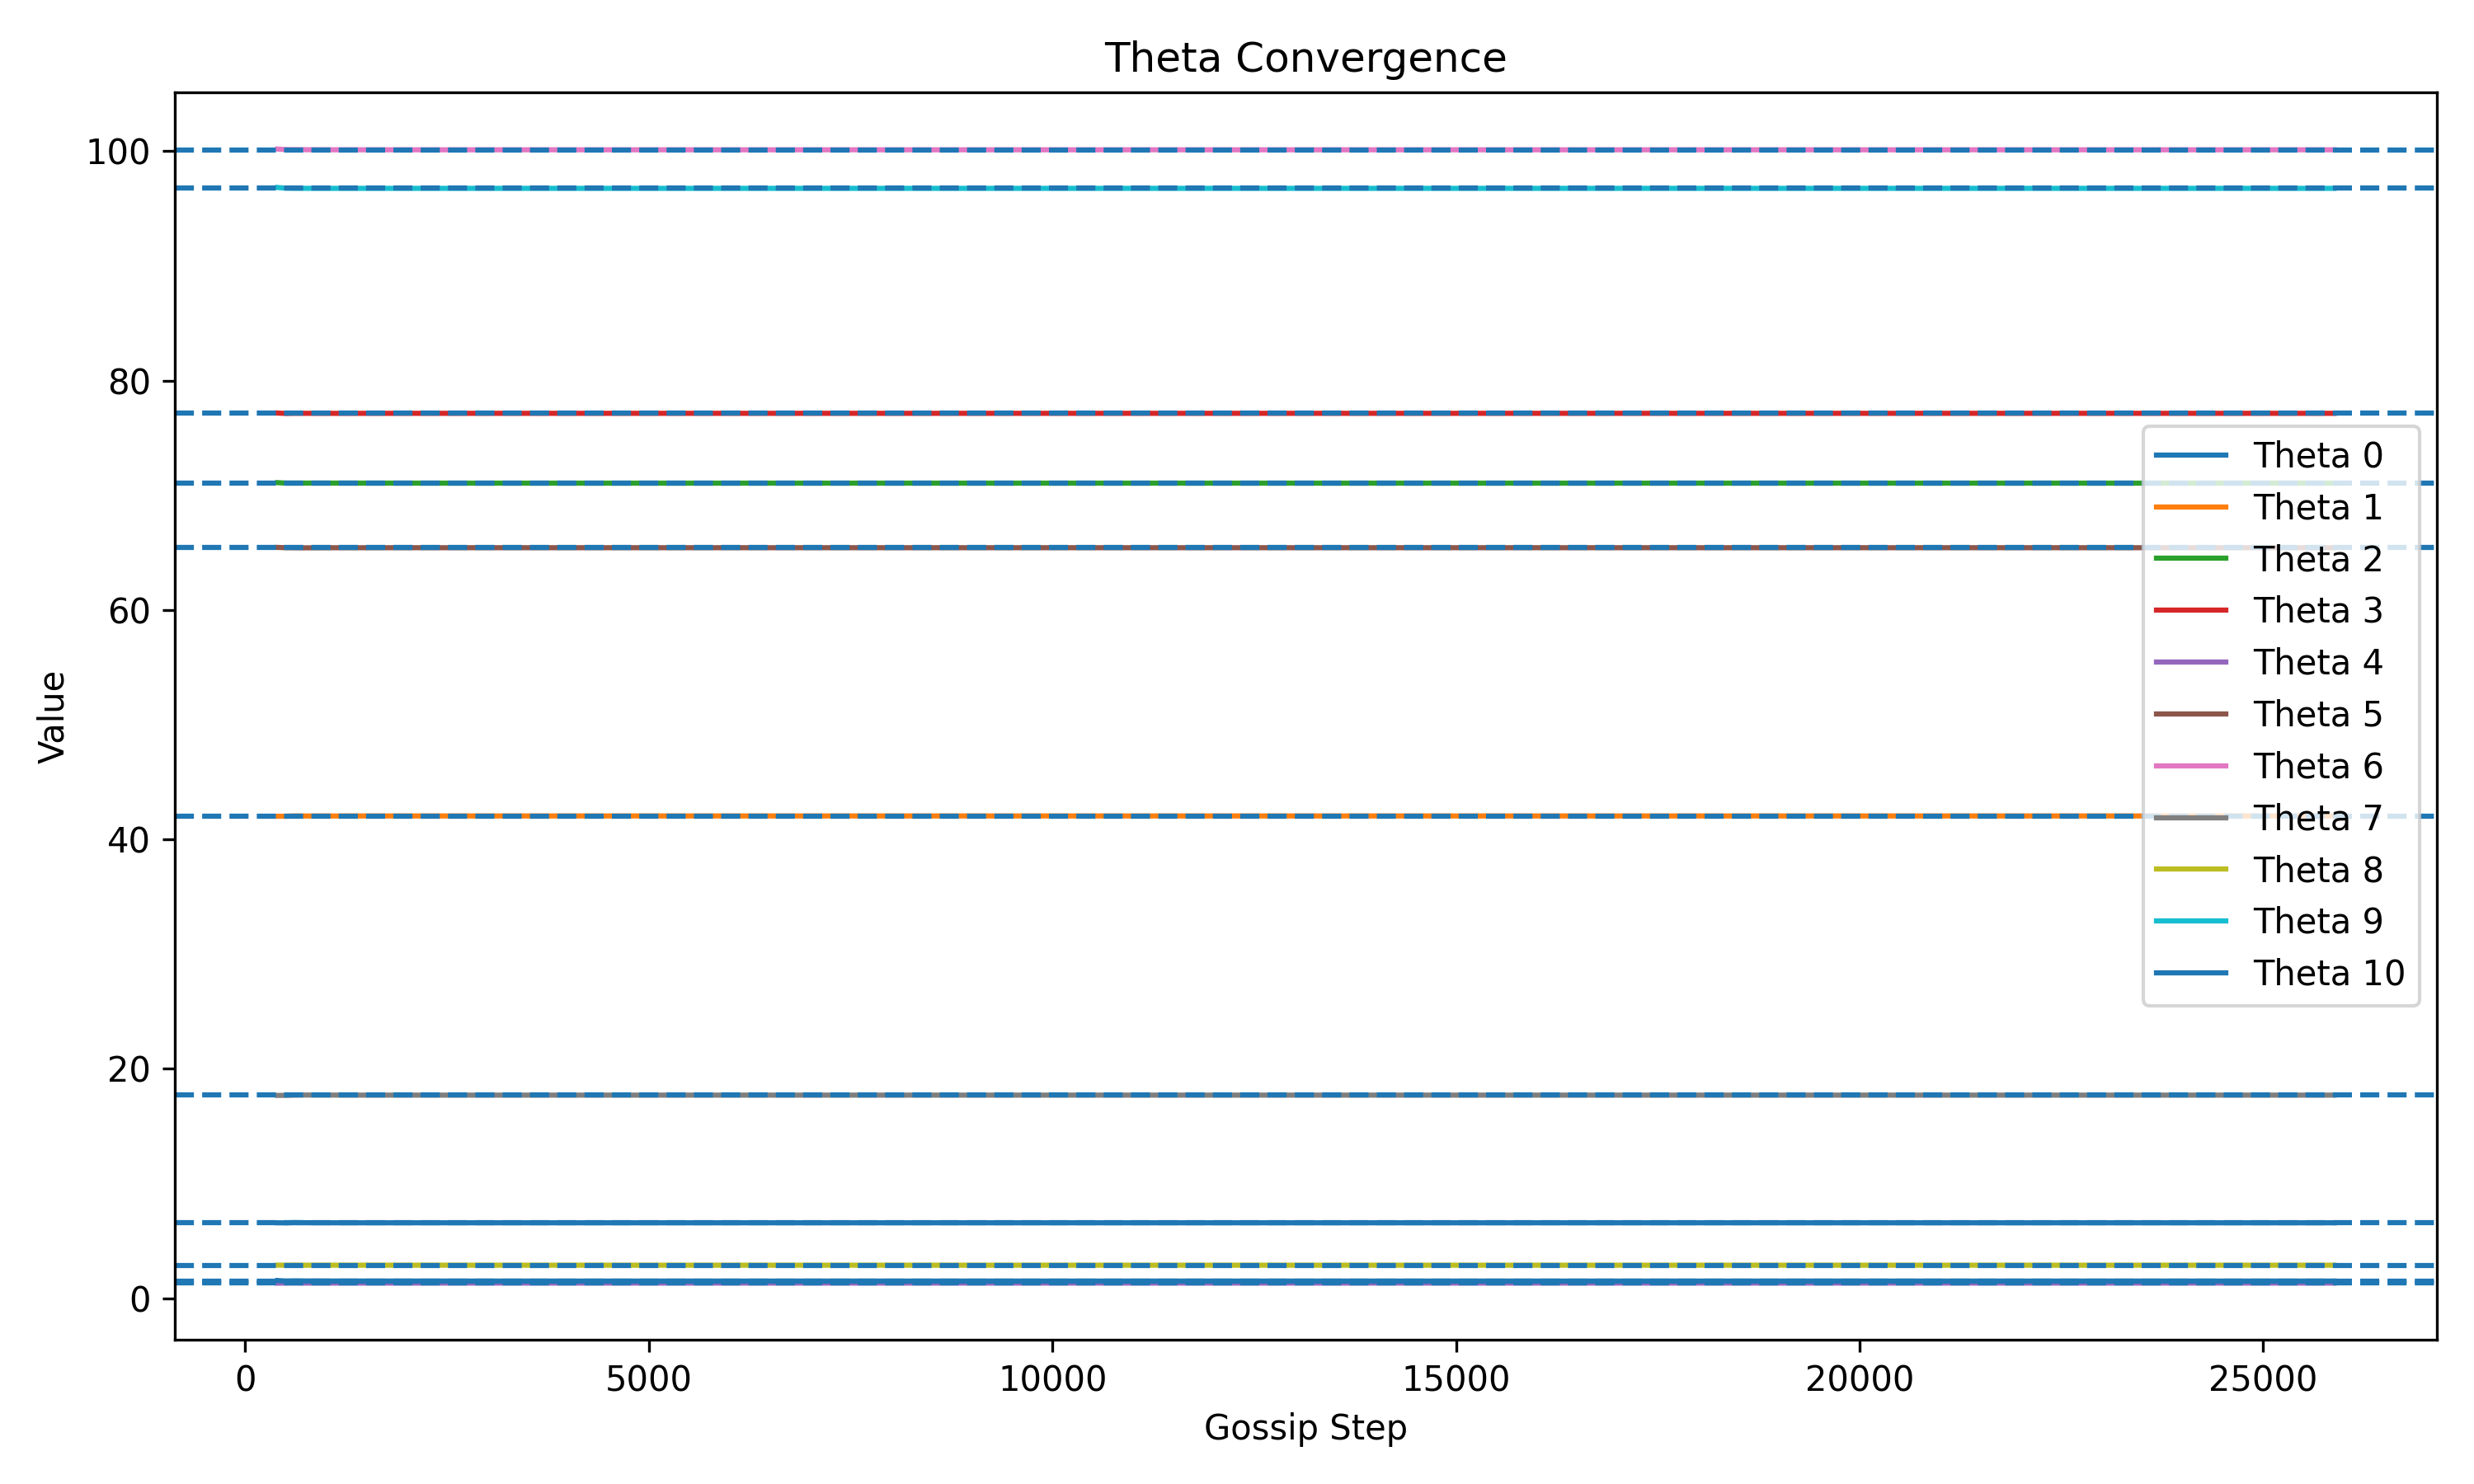 Theta Convergence
100
80
60
40
20
0
Value
0 5000 10000 15000 20000 25000
Gossip Step
Theta 0
Theta 1
Theta 2
Theta 3
Theta 4
Theta 5
Theta 6
Theta 7
Theta 8
Theta 9
Theta 10